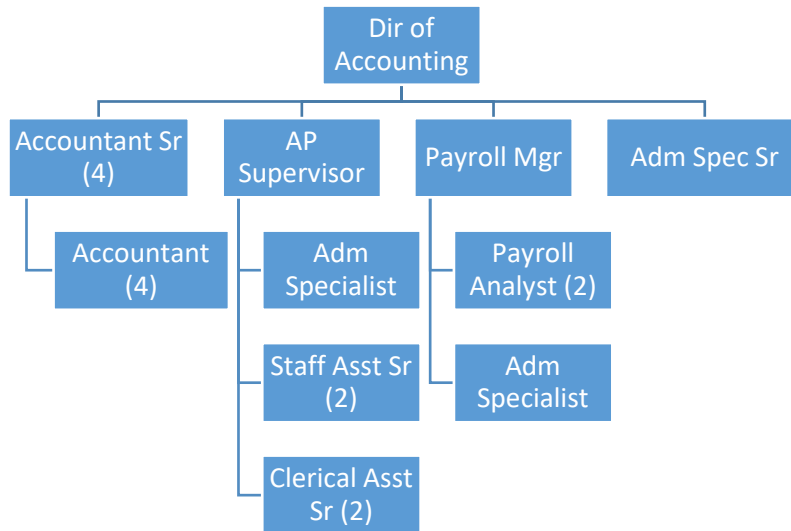 Dir of
Accounting
Accountant Sr
(4)
AP
Supervisor
Payroll Mgr
Adm Spec Sr
Accountant
(4)
Adm
Specialist
Payroll
Analyst (2)
Staff Asst Sr
(2)
Adm
Specialist
Clerical Asst
Sr (2)